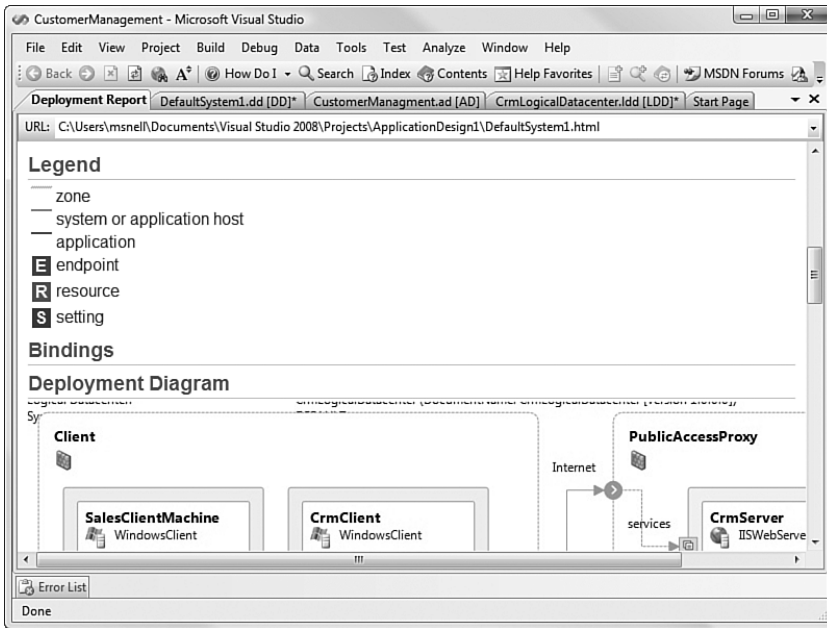 CustomerManagement - Microsoft Visual Studio
File Edit View Project Build Debug Data Tools Test Analyze Window Help
Back How Do I Search Index Contents Help Favorites MSDN Forums
Deployment Report DefaultSystem1.dd [DD]* CustomerManagment.ad [AD] CrmLogicalDatacenter.ldd [LDD]* Start Page
URL: C:\Users\msnell\Documents\Visual Studio 2008\Projects\ApplicationDesign1\DefaultSystem1.html
Legend
zone
system or application host
application
E endpoint
R resource
S setting
Bindings
Deployment Diagram
Sy
Client
PublicAccessProxy
Internet
SalesClientMachine
WindowsClient
CrmClient
WindowsClient
services
CrmServer
IISWebServe
Error List
Done